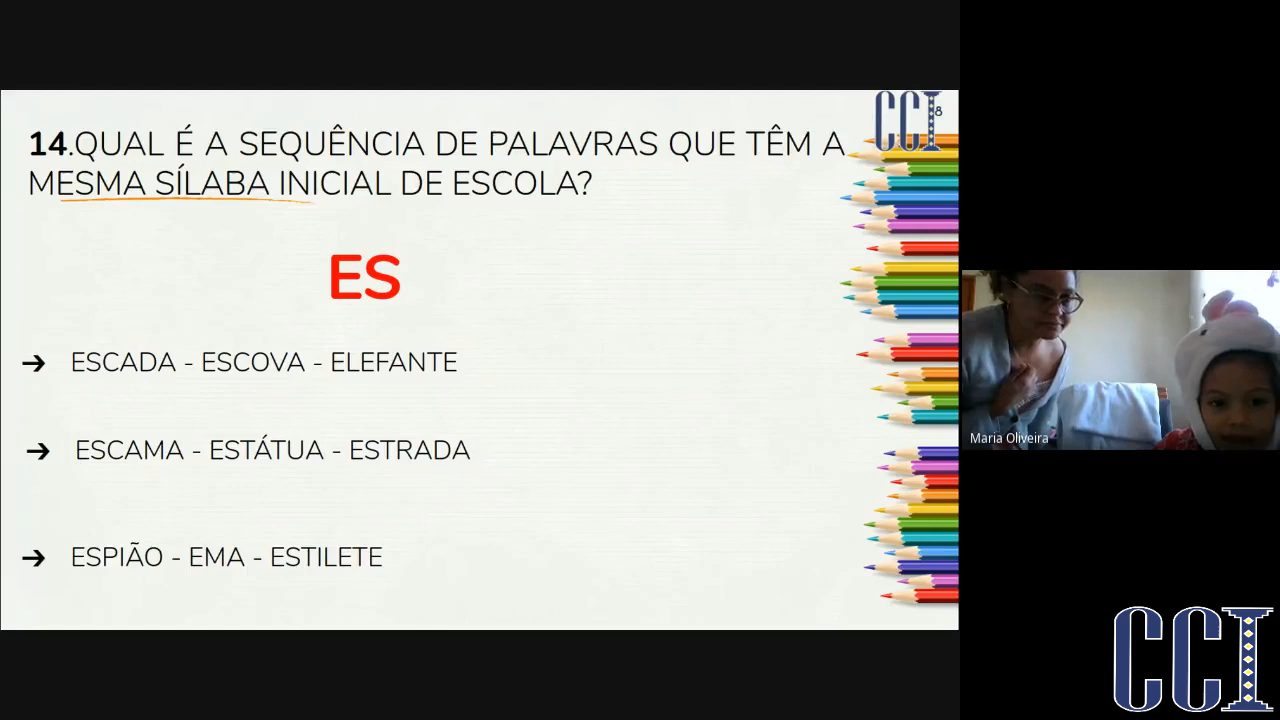 CCI
8
14.QUAL É A SEQUÊNCIA DE PALAVRAS QUE TÊM A
MESMA SÍLABA INICIAL DE ESCOLA?
ES
➔ ESCADA - ESCOVA - ELEFANTE
➔ ESCAMA - ESTÁTUA - ESTRADA
➔ ESPIÃO - EMA - ESTILETE
Maria Oliveira
CCI